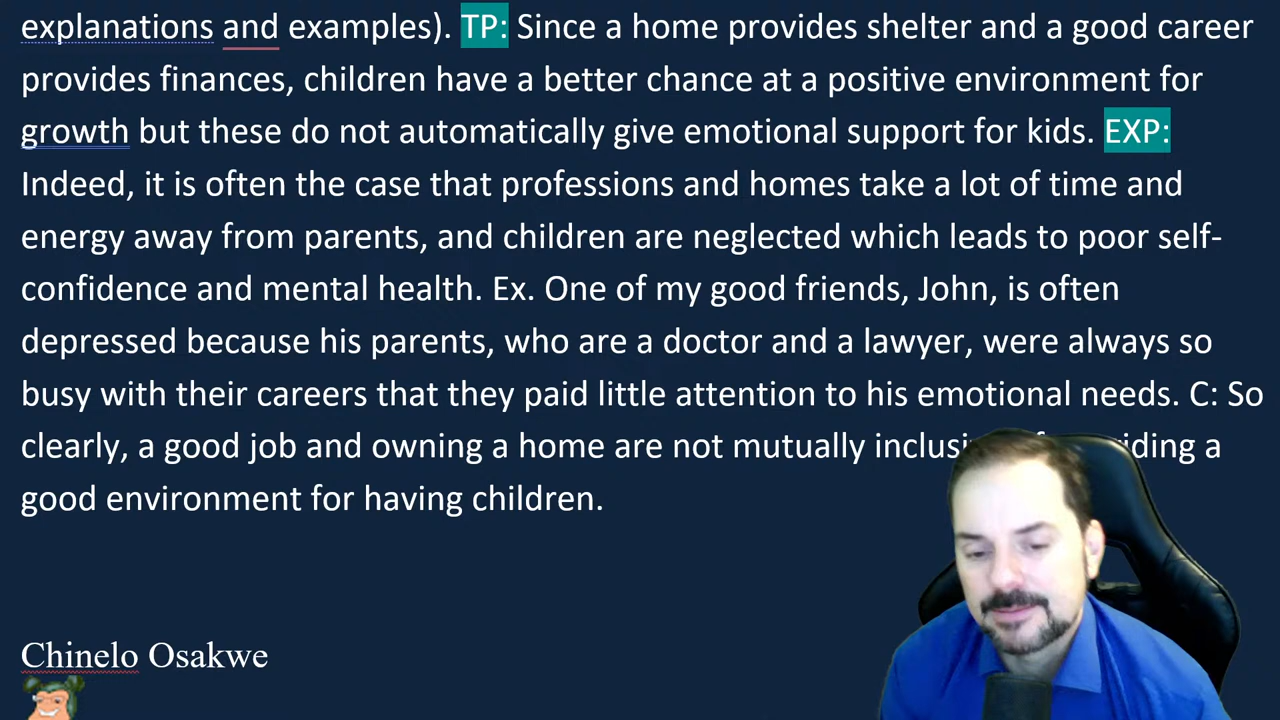 explanations and examples). TP: Since a home provides shelter and a good career
provides finances, children have a better chance at a positive environment for
growth but these do not automatically give emotional support for kids. EXP:
Indeed, it is often the case that professions and homes take a lot of time and
energy away from parents, and children are neglected which leads to poor self-
confidence and mental health. Ex. One of my good friends, John, is often
depressed because his parents, who are a doctor and a lawyer, were always so
busy with their careers that they paid little attention to his emotional needs. C: So
clearly, a good job and owning a home are not mutually a
good environment for having children.
Chinelo Osakwe